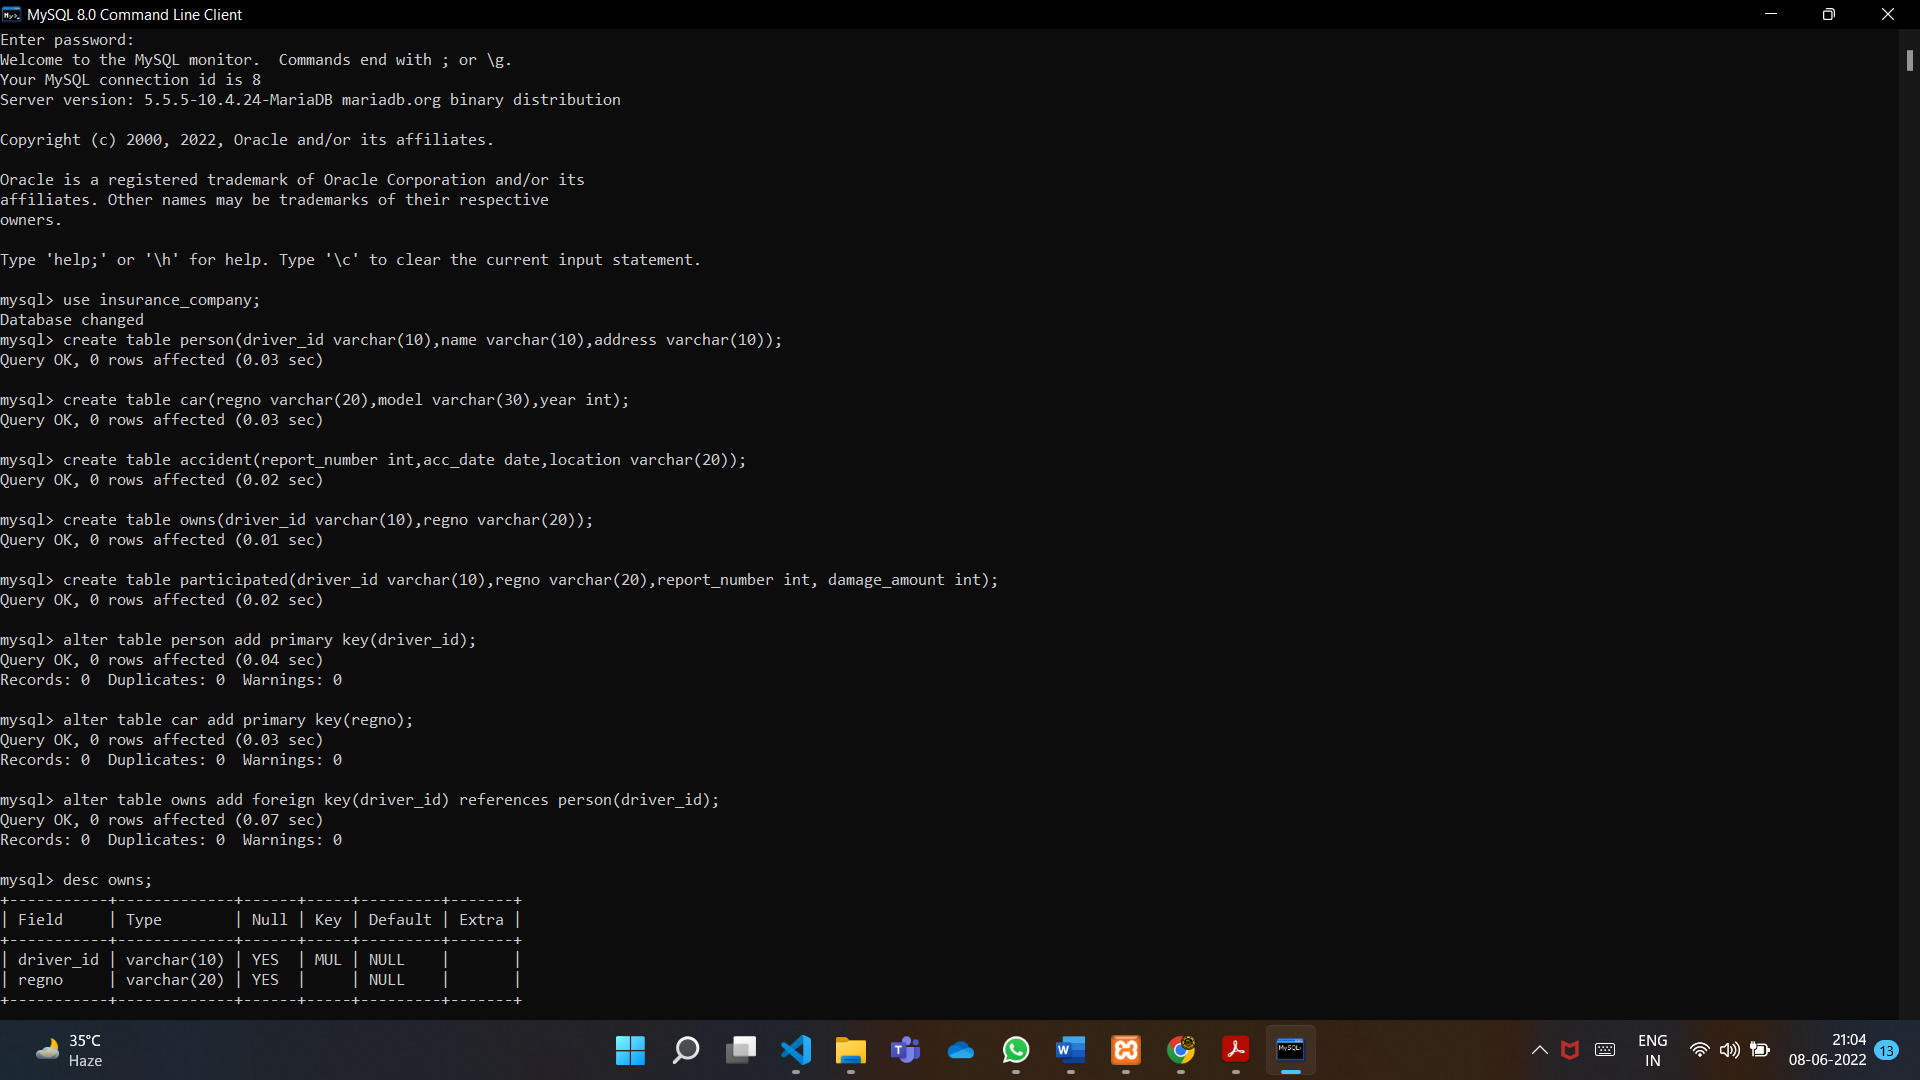 MySQL 8.0 Command Line Client
Enter password:
Welcome to the MySQL monitor.  Commands end with ; or \g.
Your MySQL connection id is 8
Server version: 5.5.5-10.4.24-MariaDB mariadb.org binary distribution

Copyright (c) 2000, 2022, Oracle and/or its affiliates.

Oracle is a registered trademark of Oracle Corporation and/or its
affiliates. Other names may be trademarks of their respective
owners.

Type 'help;' or '\h' for help. Type '\c' to clear the current input statement.

mysql> use insurance_company;
Database changed
mysql> create table person(driver_id varchar(10),name varchar(10),address varchar(10));
Query OK, 0 rows affected (0.03 sec)

mysql> create table car(regno varchar(20),model varchar(30),year int);
Query OK, 0 rows affected (0.03 sec)

mysql> create table accident(report_number int,acc_date date,location varchar(20));
Query OK, 0 rows affected (0.02 sec)

mysql> create table owns(driver_id varchar(10),regno varchar(20));
Query OK, 0 rows affected (0.01 sec)

mysql> create table participated(driver_id varchar(10),regno varchar(20),report_number int, damage_amount int);
Query OK, 0 rows affected (0.02 sec)

mysql> alter table person add primary key(driver_id);
Query OK, 0 rows affected (0.04 sec)
Records: 0  Duplicates: 0  Warnings: 0

mysql> alter table car add primary key(regno);
Query OK, 0 rows affected (0.03 sec)
Records: 0  Duplicates: 0  Warnings: 0

mysql> alter table owns add foreign key(driver_id) references person(driver_id);
Query OK, 0 rows affected (0.07 sec)
Records: 0  Duplicates: 0  Warnings: 0

mysql> desc owns;
+-----------+-------------+------+-----+---------+-------+
| Field     | Type        | Null | Key | Default | Extra |
+-----------+-------------+------+-----+---------+-------+
| driver_id | varchar(10) | YES  | MUL | NULL    |       |
| regno     | varchar(20) | YES  |     | NULL    |       |
+-----------+-------------+------+-----+---------+-------+
35°C
Haze
ENG
IN
21:04
08-06-2022
13